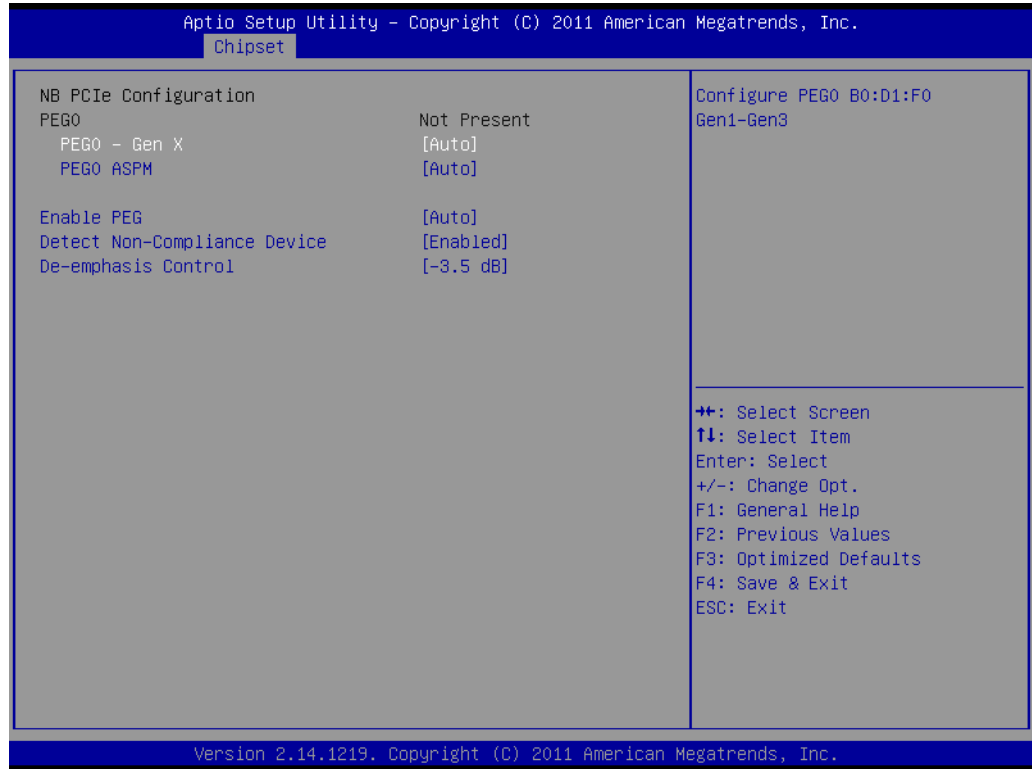 Aptio Setup Utility – Copyright (C) 2011 American Megatrends, Inc.
Chipset
NB PCIe Configuration
PEG0 Not Present
PEG0 – Gen X [Auto]
PEG0 ASPM [Auto]
Enable PEG [Auto]
Detect Non-Compliance Device [Enabled]
De-emphasis Control [-3.5 dB]
Configure PEG0 B0:D1:F0
Gen1-Gen3
→←: Select Screen
↑↓: Select Item
Enter: Select
+/-: Change Opt.
F1: General Help
F2: Previous Values
F3: Optimized Defaults
F4: Save & Exit
ESC: Exit
Version 2.14.1219. Copyright (C) 2011 American Megatrends, Inc.